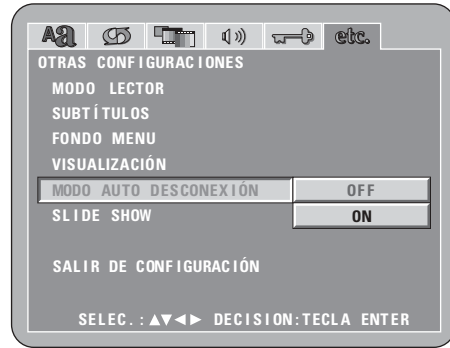 Aa etc.
OTRAS CONFIGURACIONES
MODO LECTOR
SUBTÍTULOS
FONDO MENU
VISUALIZACIÓN
MODO AUTO DESCONEXIÓN OFF
SLIDE SHOW ON
SALIR DE CONFIGURACIÓN
SELEC.:▲▼◄► DECISION:TECLA ENTER